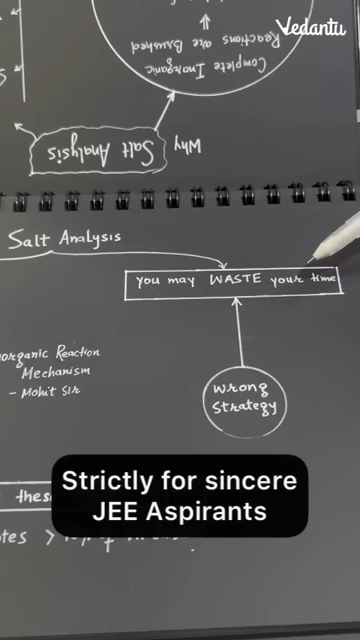 Vedantu
Complete Inorganic
Reactions are Brushed
Why
Salt Analysis
Salt Analysis
you may WASTE your time
organic Reaction
Mechanism
- Mohit Sir
Wrong
Strategy
these
Strictly for sincere
JEE Aspirants